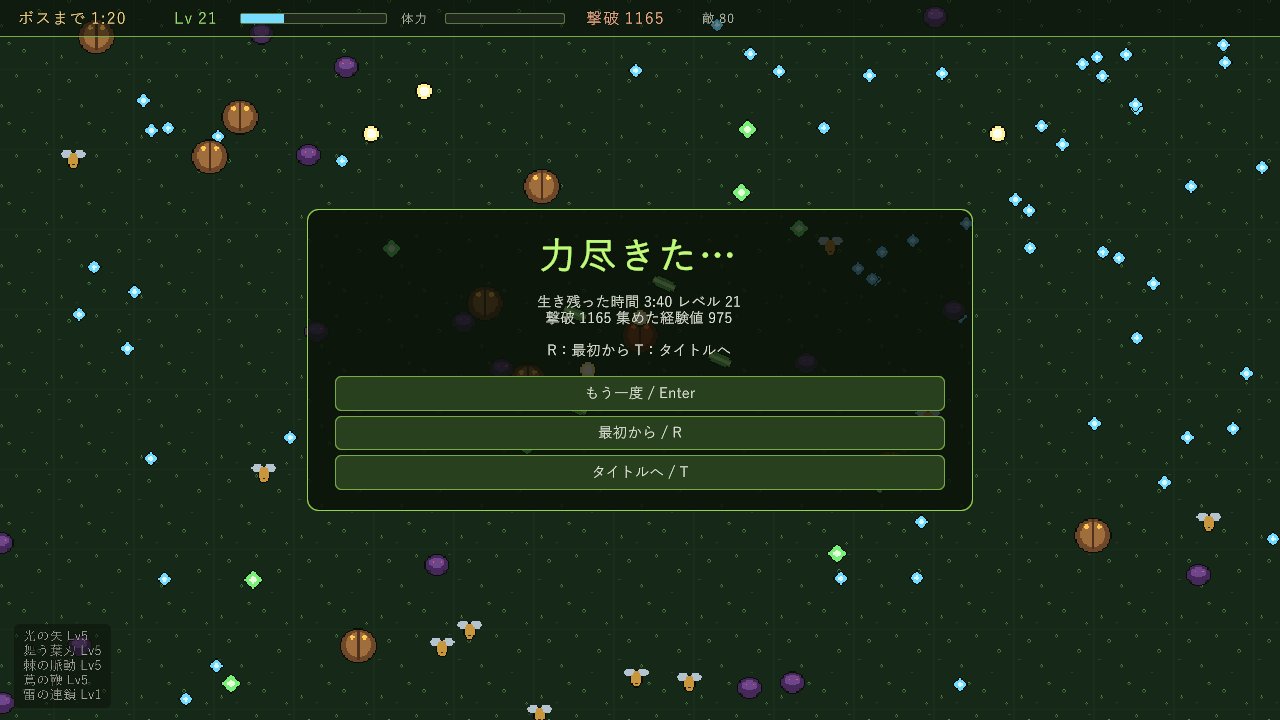 ボスまで 1:20 Lv 21 体力 撃破 1165 敵 80
力尽きた…
生き残った時間 3:40 レベル 21
撃破 1165 集めた経験値 975
R：最初から T：タイトルへ
もう一度 / Enter
最初から / R
タイトルへ / T
光の矢 Lv5
舞う葉刃 Lv5
棘の脈動 Lv5
蔦の鞭 Lv5
雷の連鎖 Lv1